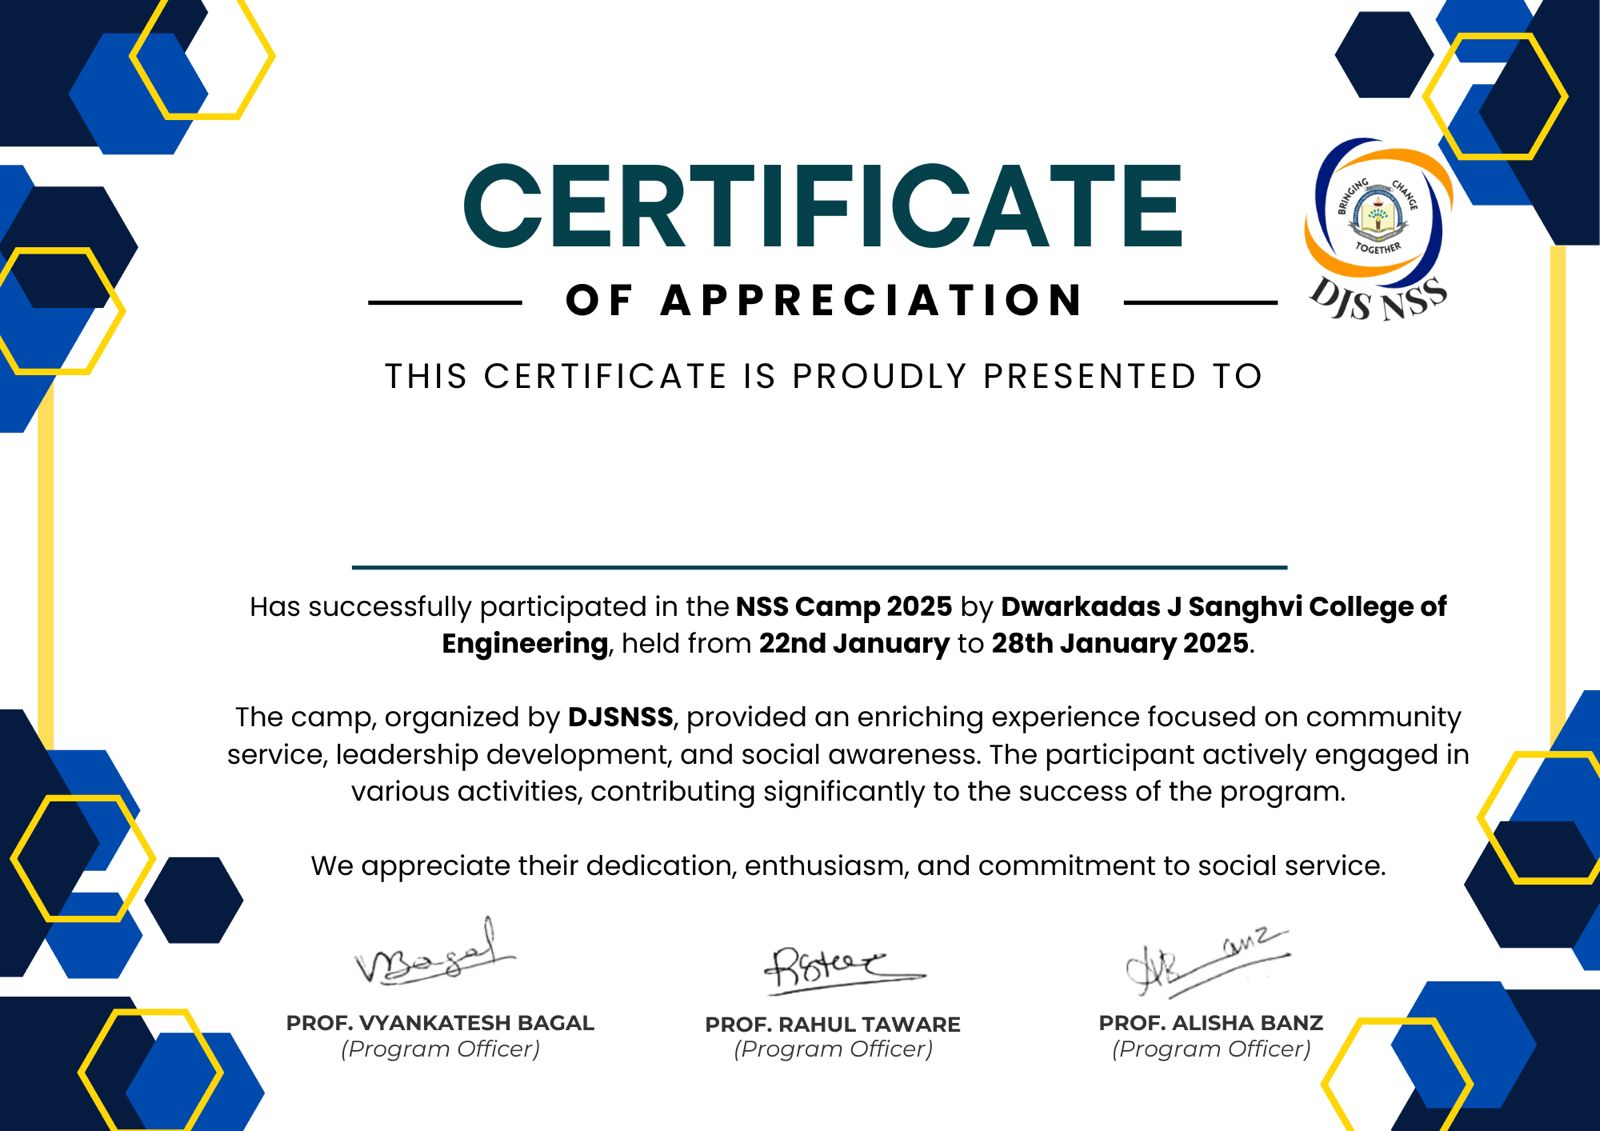 CERTIFICATE
BRINGING CHANGE
TOGETHER
DJS NSS
OF APPRECIATION
THIS CERTIFICATE IS PROUDLY PRESENTED TO
Has successfully participated in the NSS Camp 2025 by Dwarkadas J Sanghvi College of
Engineering, held from 22nd January to 28th January 2025.
The camp, organized by DJSNSS, provided an enriching experience focused on community
service, leadership development, and social awareness. The participant actively engaged in
various activities, contributing significantly to the success of the program.
We appreciate their dedication, enthusiasm, and commitment to social service.
VBagal
PROF. VYANKATESH BAGAL
(Program Officer)
PROF. RAHUL TAWARE
(Program Officer)
PROF. ALISHA BANZ
(Program Officer)